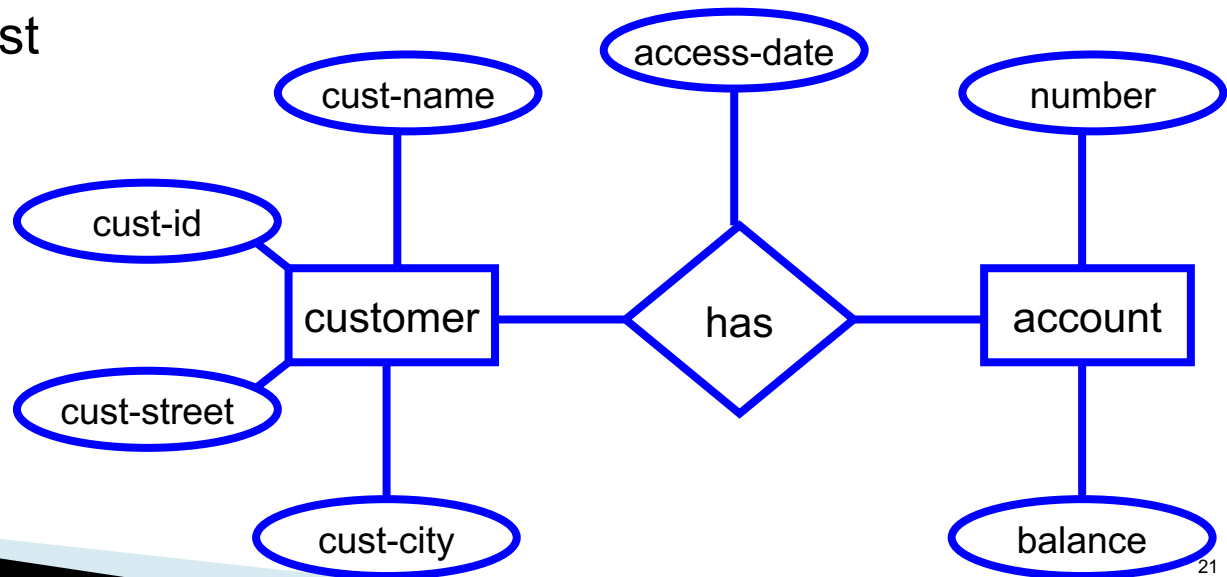 st
access-date
cust-name
number
cust-id
customer
has
account
cust-street
cust-city
balance
21